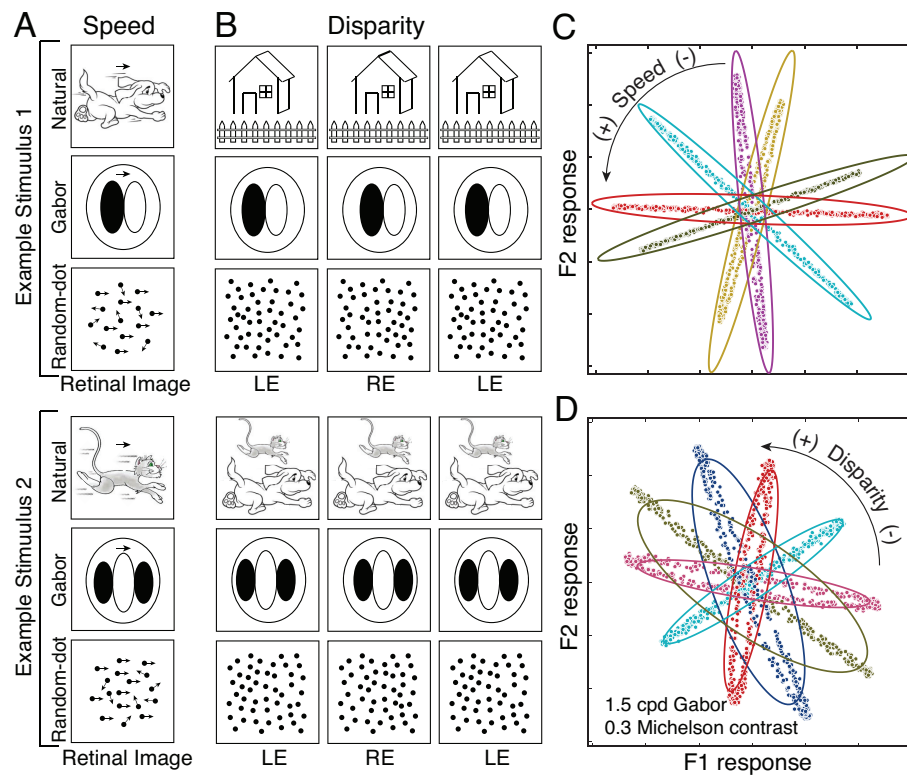 A
Speed
B
Disparity
Example Stimuulus 1
Natural
Gabor
Random-dot
Retinal Image
LE
RE
LE
Example Stimulus 2
Natural
Gabor
Random-dot
Retinal Image
LE
RE
LE
C
(+) Speed (-)
F2 response
D
(+) Disparity (-)
F2 response
1.5 cpd Gabor
0.3 Michelson contrast
F1 response